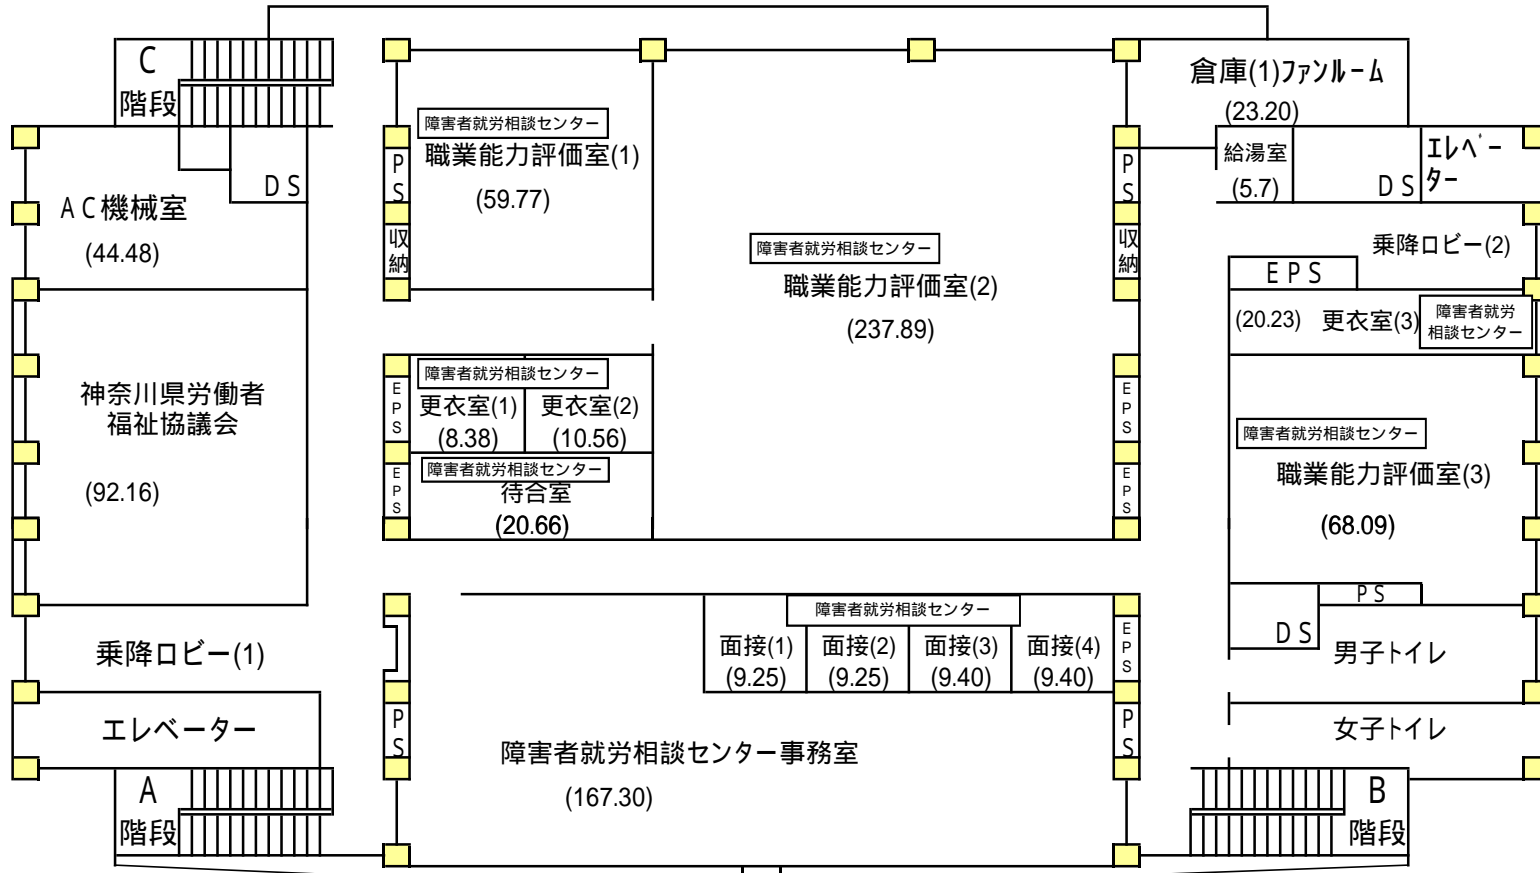 C
階段
DS
AC機械室
(44.48)
神奈川県労働者
福祉協議会
(92.16)
乗降ロビー(1)
エレベーター
A
階段
PS
収納
EPS
EPS
PS
障害者就労相談センター
職業能力評価室(1)
(59.77)
障害者就労相談センター
職業能力評価室(2)
(237.89)
障害者就労相談センター
更衣室(1)
(8.38)
更衣室(2)
(10.56)
障害者就労相談センター
待合室
(20.66)
障害者就労相談センター
面接(1)
(9.25)
面接(2)
(9.25)
面接(3)
(9.40)
面接(4)
(9.40)
障害者就労相談センター事務室
(167.30)
PS
収納
EPS
EPS
EPS
PS
倉庫(1)ファンルーム
(23.20)
給湯室
(5.7)
DS
エレベー
ター
乗降ロビー(2)
EPS
(20.23) 更衣室(3)
障害者就労
相談センター
障害者就労相談センター
職業能力評価室(3)
(68.09)
PS
DS
男子トイレ
女子トイレ
B
階段